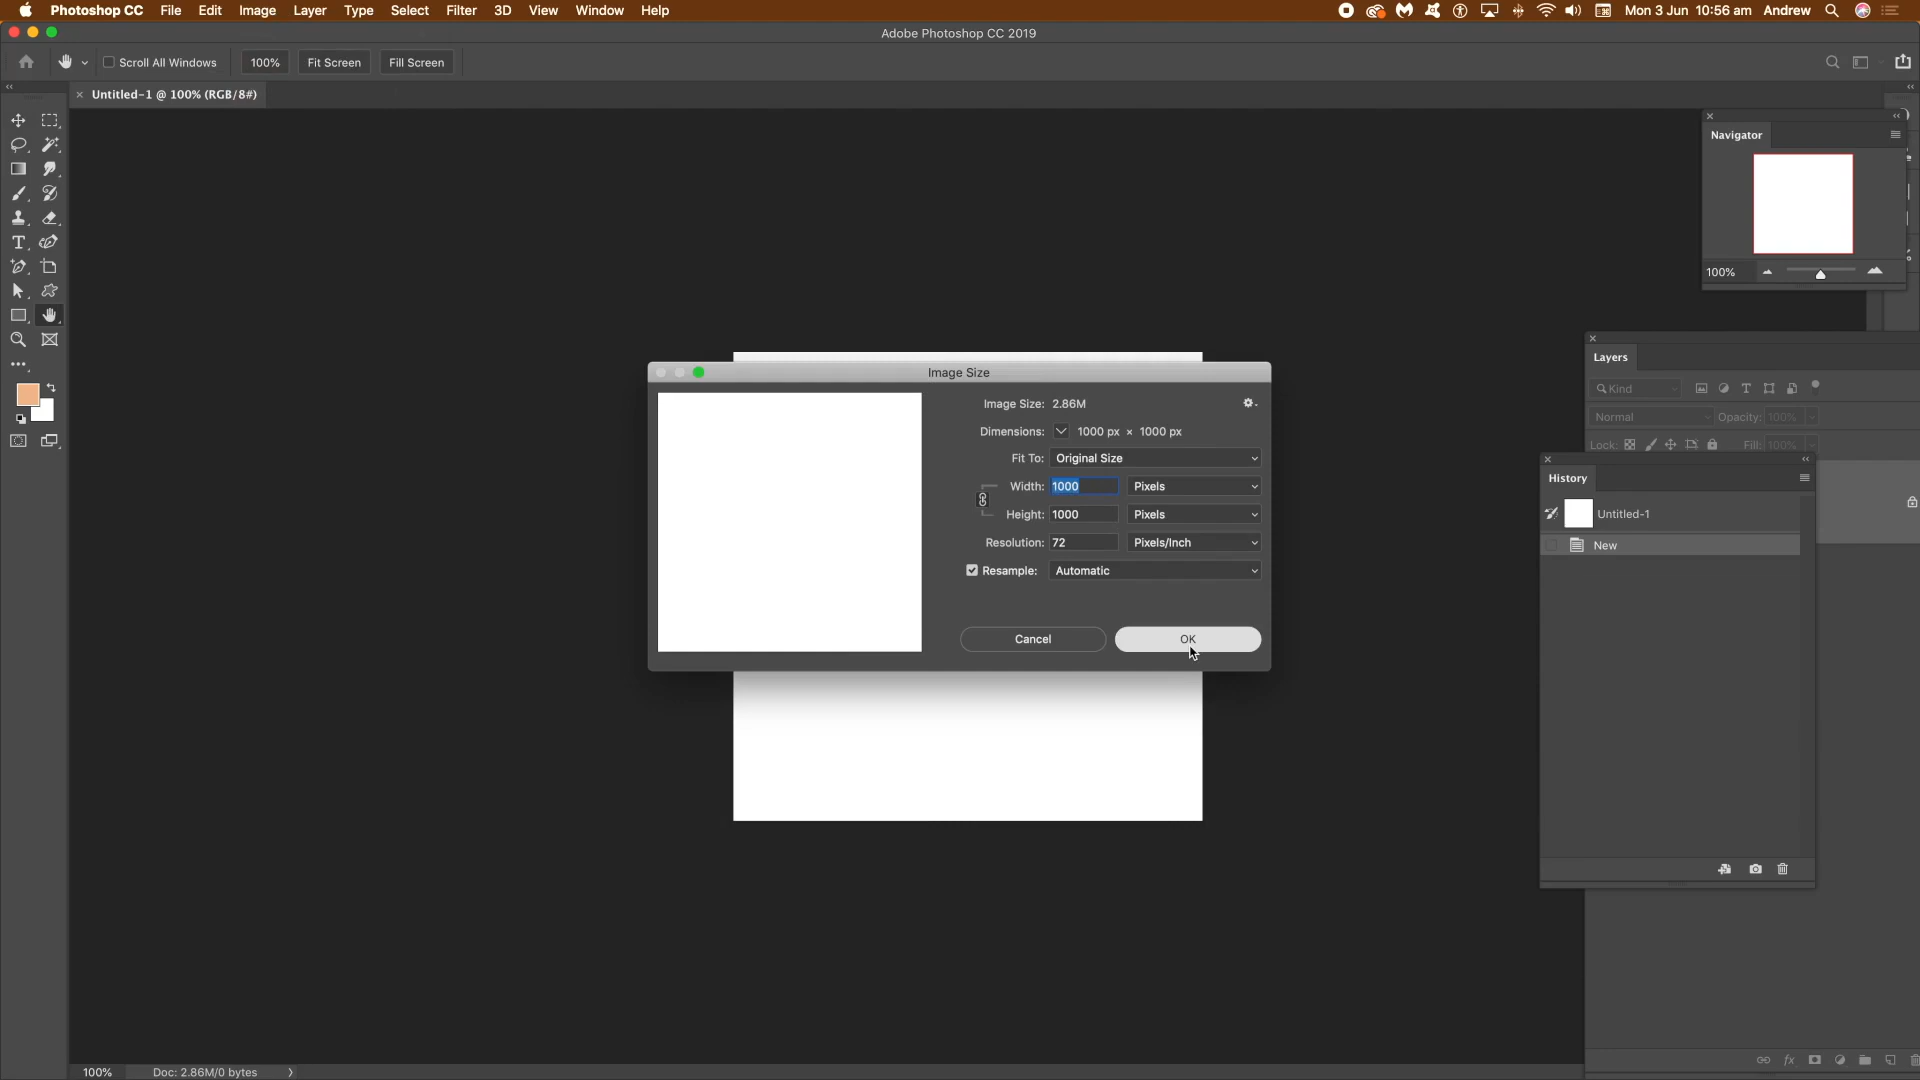 Photoshop CC File Edit Image Layer Type Select Filter 3D View Window Help Mon 3 Jun 10:56 am Andrew
Adobe Photoshop CC 2019
Scroll All Windows 100% Fit Screen Fill Screen
Untitled-1 @ 100% (RGB/8#)
Navigator
100%
Layers
Kind
Normal Opacity: 100%
Lock: Fill: 100%
History
Untitled-1
New
Image Size
Image Size: 2.86M
Dimensions: 1000 px × 1000 px
Fit To: Original Size
Width: 1000 Pixels
Height: 1000 Pixels
Resolution: 72 Pixels/Inch
Resample: Automatic
Cancel OK
100% Doc: 2.86M/0 bytes